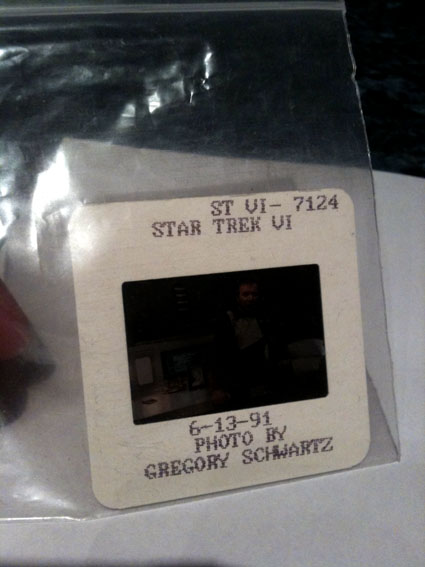 ST VI- 7124
STAR TREK VI
6-13-91
PHOTO BY
GREGORY SCHWARTZ